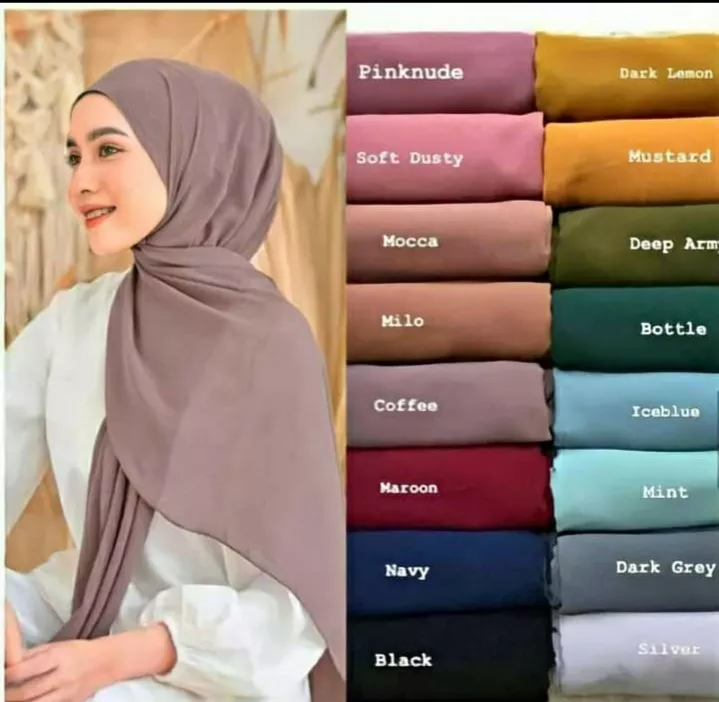 Pinknude
Dark Lemon
Soft Dusty
Mustard
Mocca
Deep Arm
Milo
Bottle
Coffee
Iceblue
Maroon
Mint
Navy
Dark Grey
Black
Silver